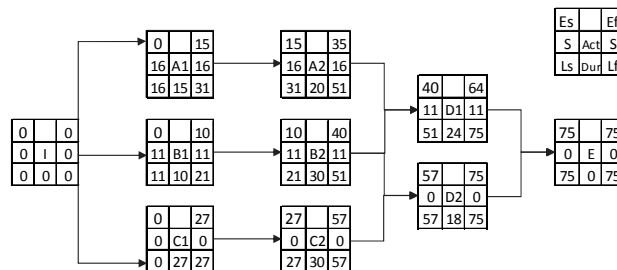 0 15
16 A1 16
16 15 31
15 35
16 A2 16
31 20 51
Es Ef
S Act S
Ls Dur Lf
40 64
11 D1 11
51 24 75
0 0
0 I 0
0 0 0
0 10
11 B1 11
11 10 21
10 40
11 B2 11
21 30 51
75 75
0 E 0
75 0 75
57 75
0 D2 0
57 18 75
0 27
0 C1 0
0 27 27
27 57
0 C2 0
27 30 57